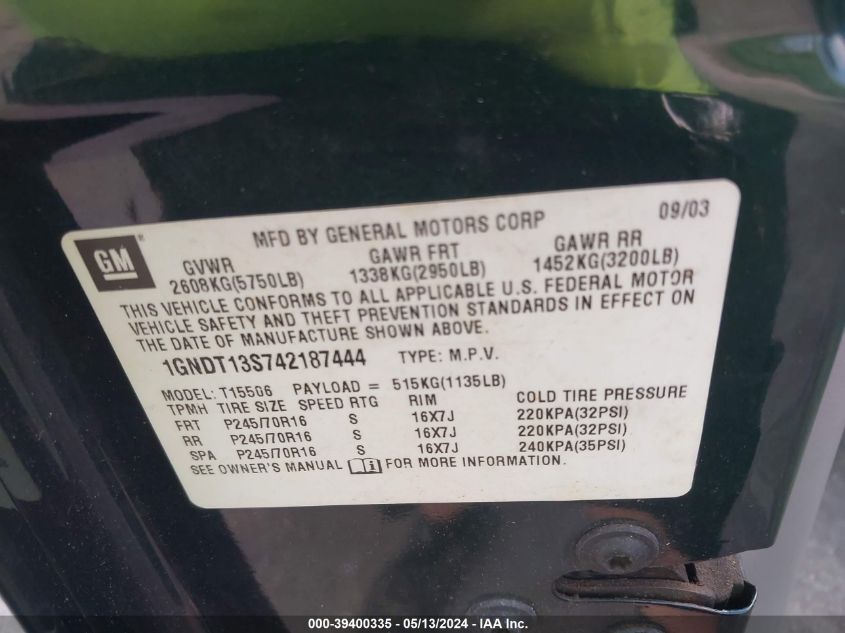 GM
MFD BY GENERAL MOTORS CORP 09/03
GVWR GAWR FRT GAWR RR
2608KG(5750LB) 1338KG(2950LB) 1452KG(3200LB)
THIS VEHICLE CONFORMS TO ALL APPLICABLE U.S. FEDERAL MOTOR
VEHICLE SAFETY AND THEFT PREVENTION STANDARDS IN EFFECT ON
THE DATE OF MANUFACTURE SHOWN ABOVE.
1GNDT13S742187444 TYPE: M.P.V.
MODEL: T15506 PAYLOAD = 515KG(1135LB)
TPMH TIRE SIZE SPEED RTG RIM COLD TIRE PRESSURE
FRT P245/70R16 S 16X7J 220KPA(32PSI)
RR P245/70R16 S 16X7J 220KPA(32PSI)
SPA P245/70R16 S 16X7J 240KPA(35PSI)
SEE OWNER'S MANUAL FOR MORE INFORMATION.
000-39400335 - 05/13/2024 - IAA Inc.